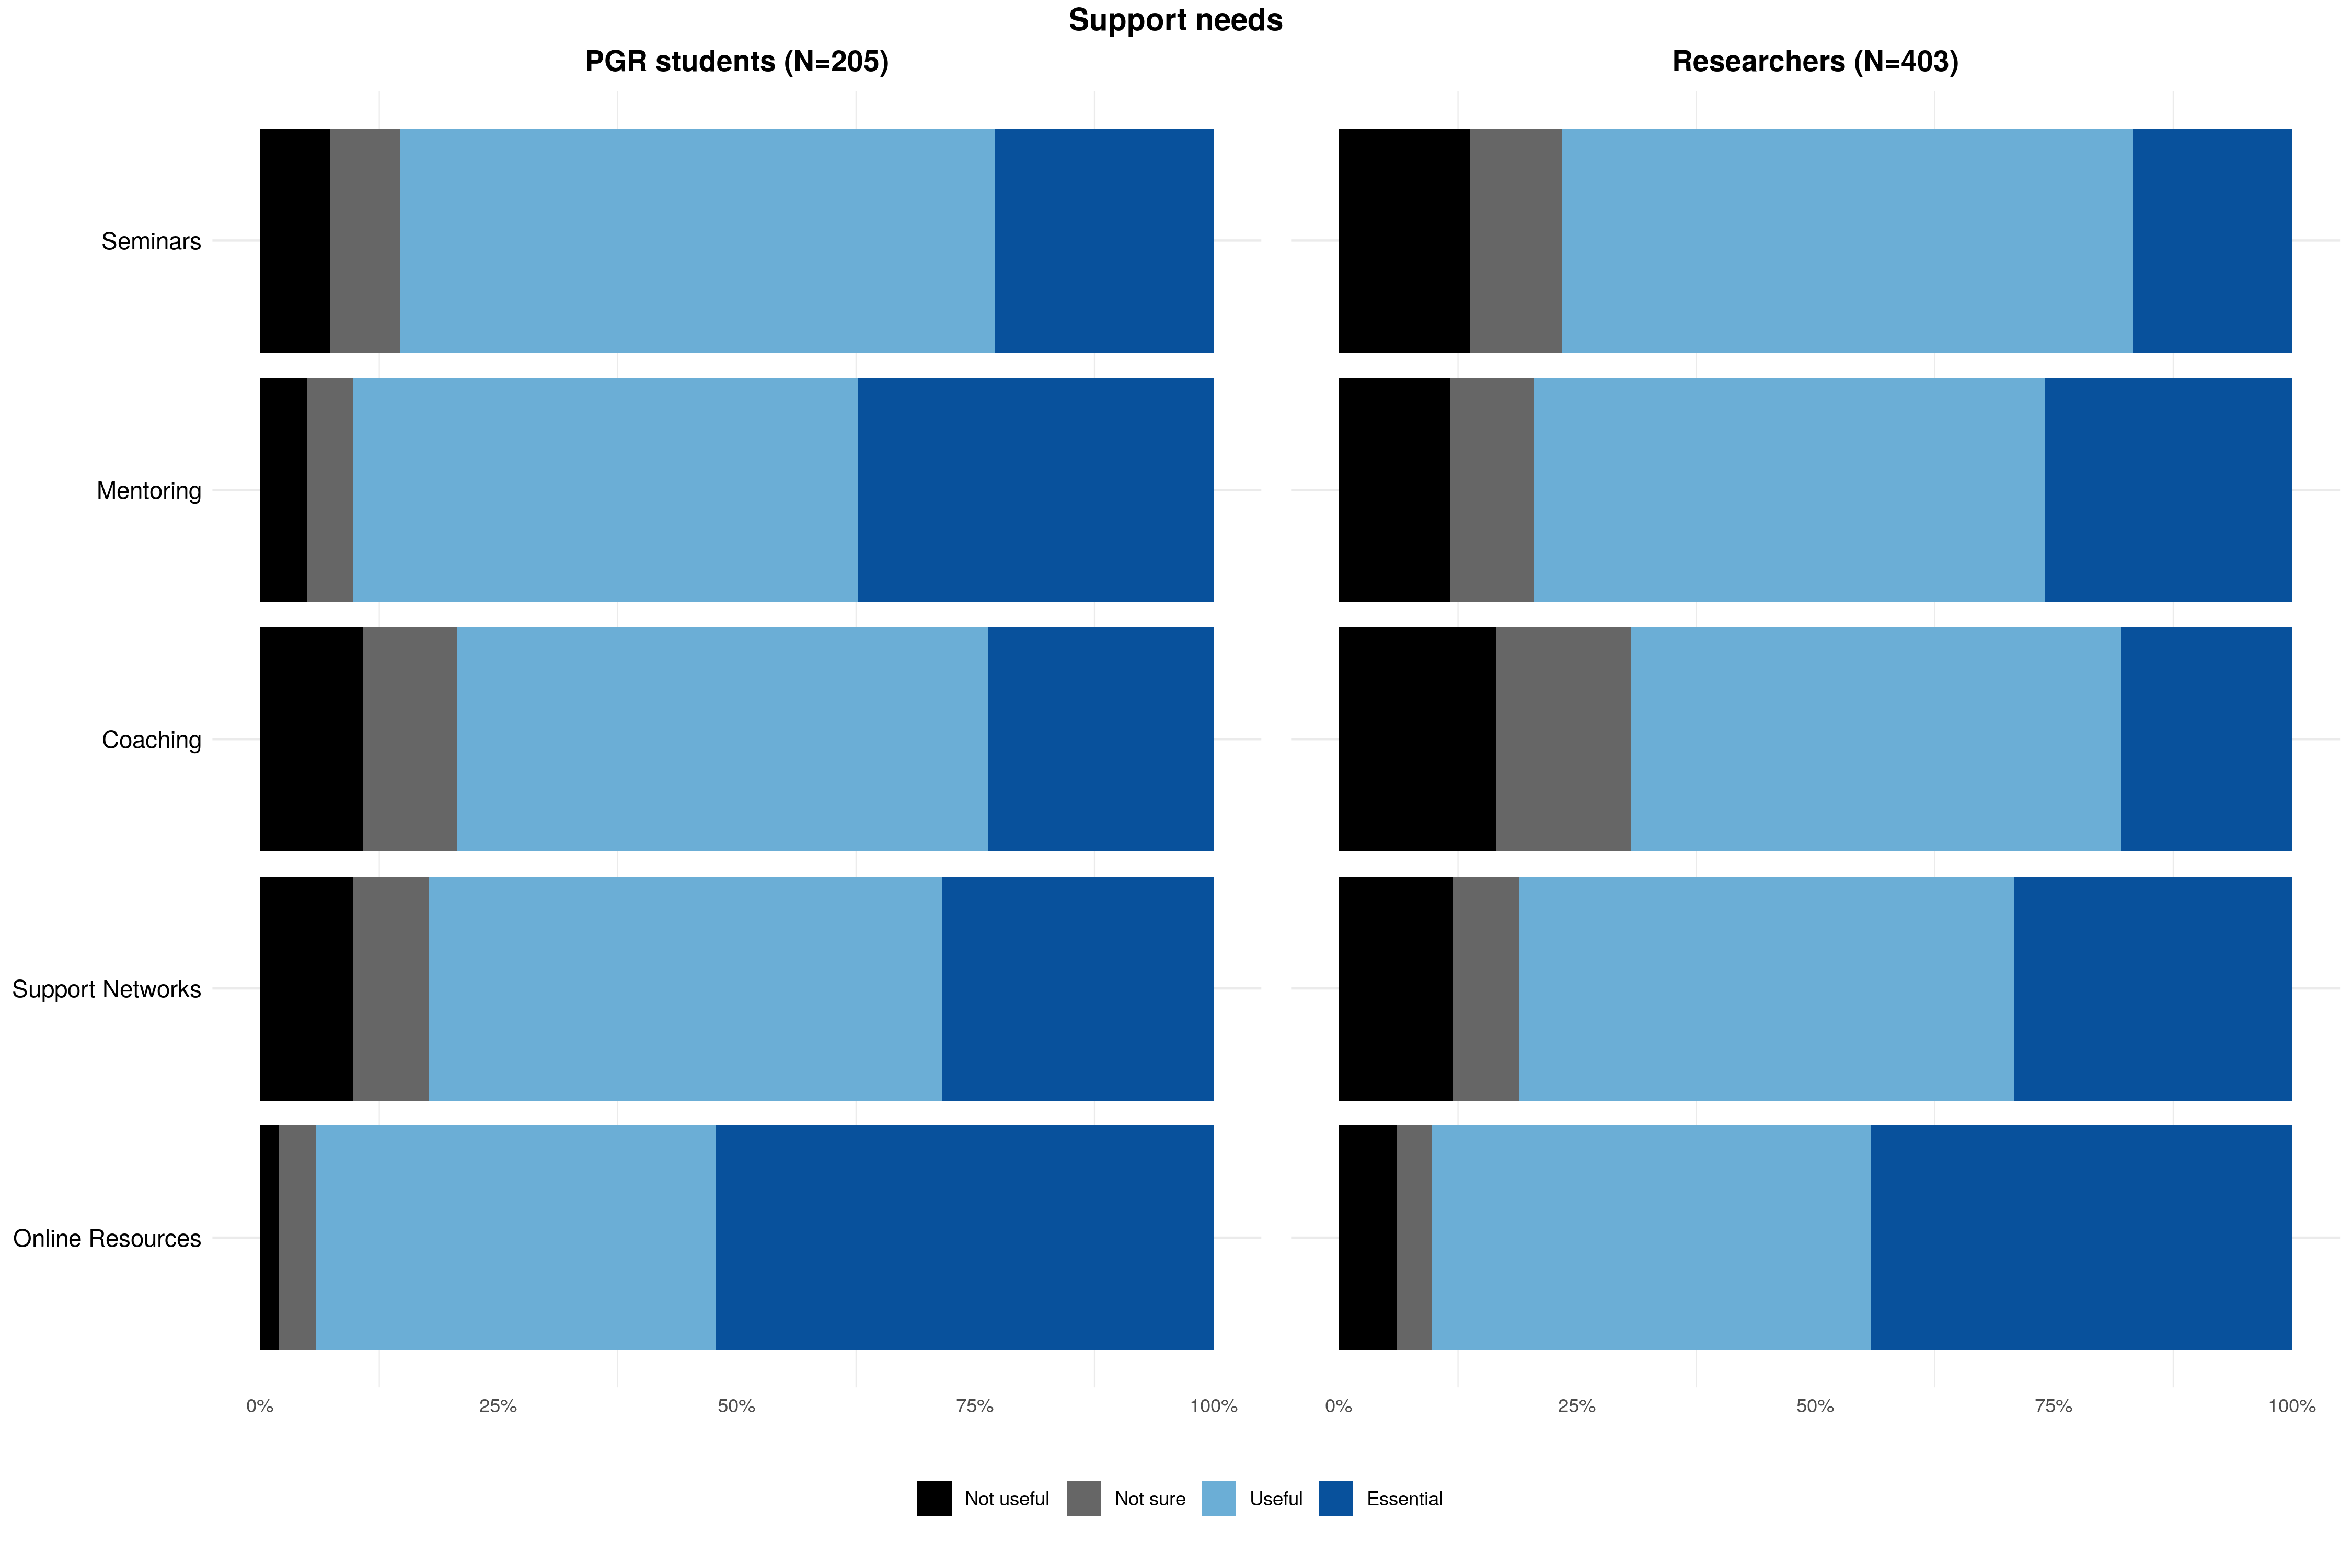 Support needs
PGR students (N=205)
Researchers (N=403)
Seminars
Mentoring
Coaching
Support Networks
Online Resources
0% 25% 50% 75% 100%
0% 25% 50% 75% 100%
Not useful Not sure Useful Essential